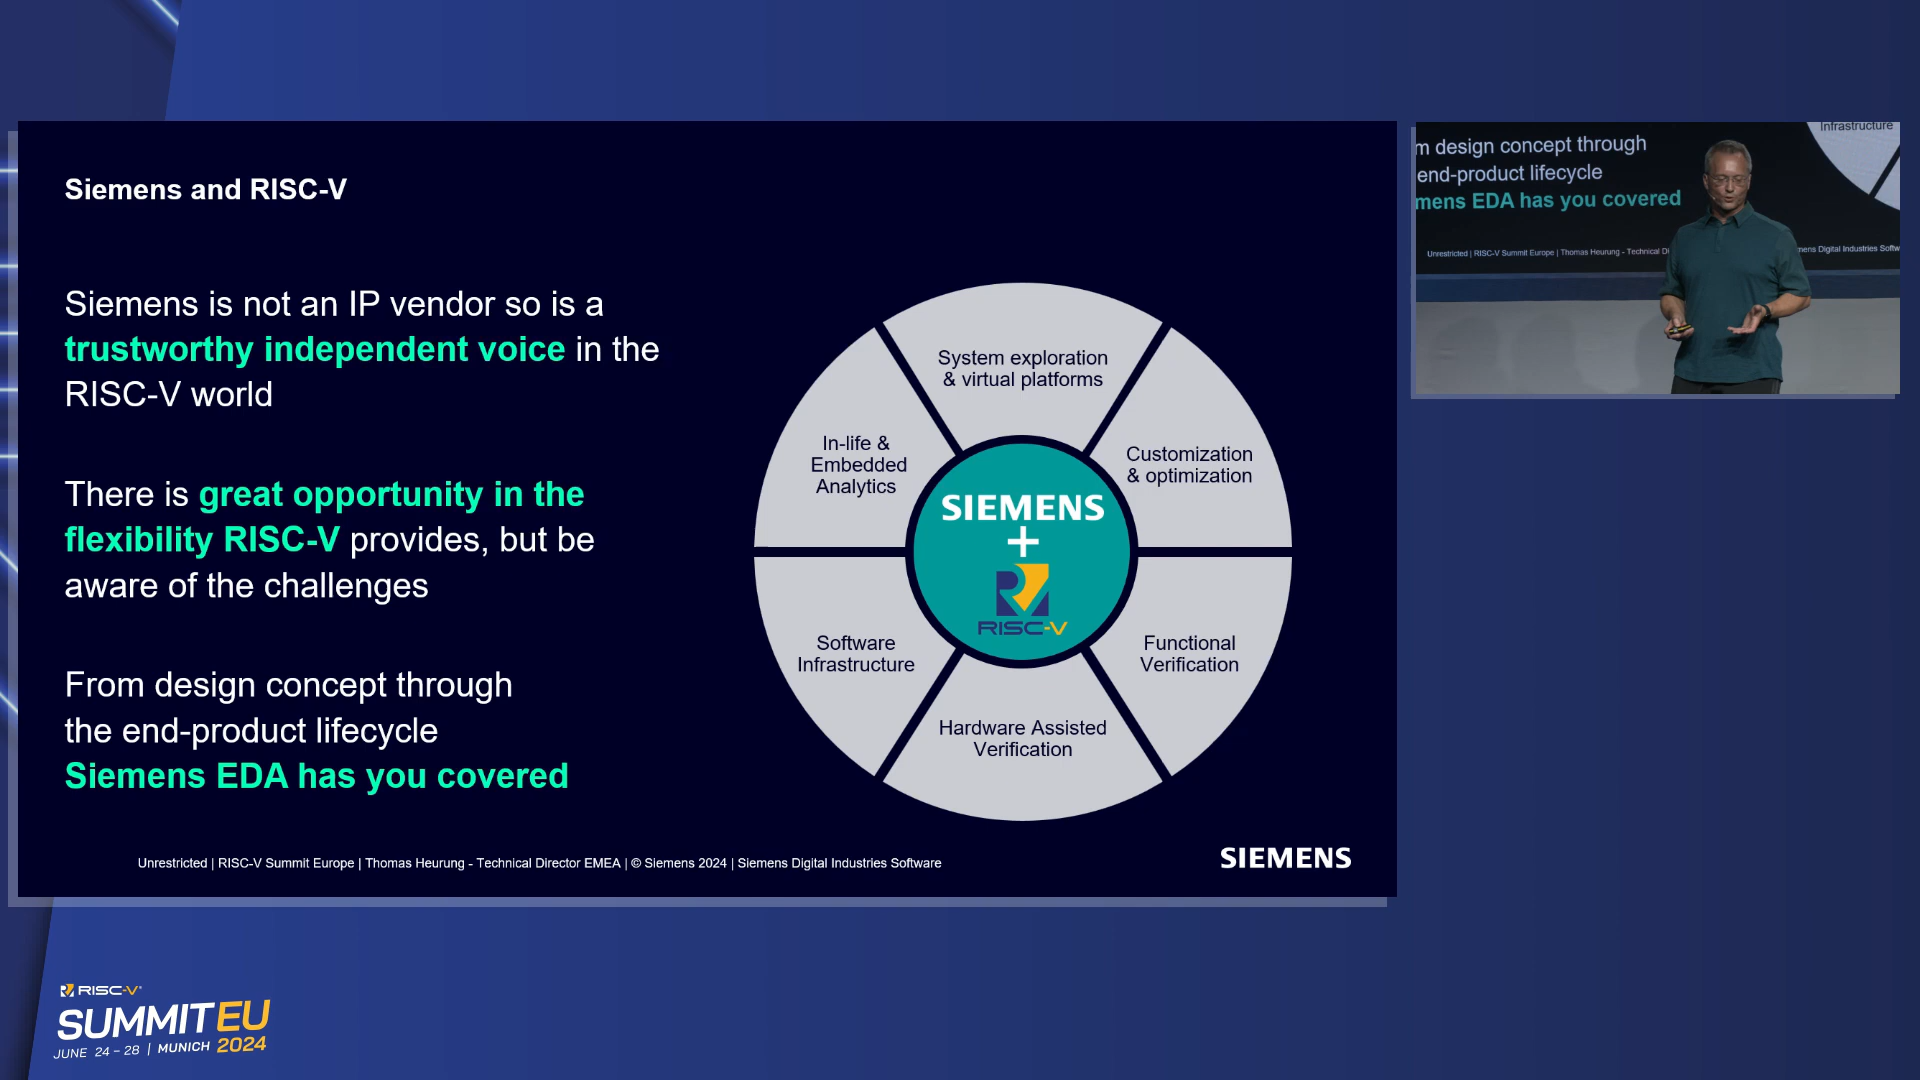 Siemens and RISC-V
Siemens is not an IP vendor so is a
trustworthy independent voice in the
RISC-V world
There is great opportunity in the
flexibility RISC-V provides, but be
aware of the challenges
From design concept through
the end-product lifecycle
Siemens EDA has you covered
System exploration
& virtual platforms
Customization
& optimization
Functional
Verification
Hardware Assisted
Verification
Software
Infrastructure
In-life &
Embedded
Analytics
SIEMENS
+
RISC-V
Unrestricted | RISC-V Summit Europe | Thomas Heurung - Technical Director EMEA | © Siemens 2024 | Siemens Digital Industries Software
SIEMENS
Infrastructure
m design concept through
end-product lifecycle
mens EDA has you covered
Unrestricted | RISC-V Summit Europe | Thomas Heurung - Technical Di
mens Digital Industries Softw
RISC-V®
SUMMIT EU
JUNE 24 – 28 | MUNICH 2024